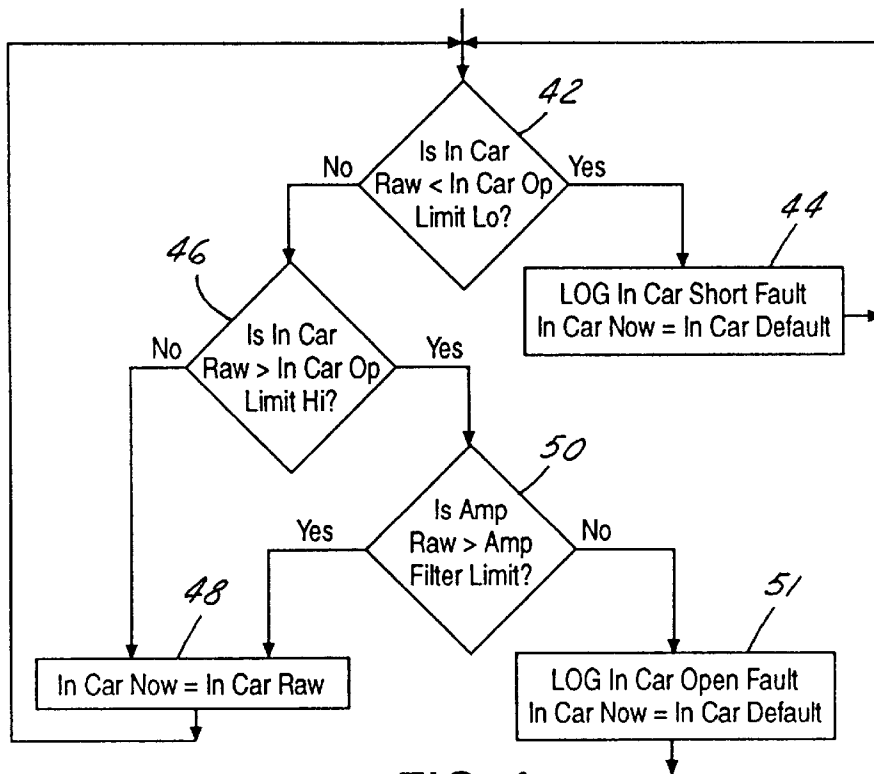 42
Is In Car
Raw < In Car Op
Limit Lo?
No
Yes
44
LOG In Car Short Fault
In Car Now = In Car Default
46
Is In Car
Raw > In Car Op
Limit Hi?
No
Yes
50
Is Amp
Raw > Amp
Filter Limit?
Yes
No
48
In Car Now = In Car Raw
51
LOG In Car Open Fault
In Car Now = In Car Default